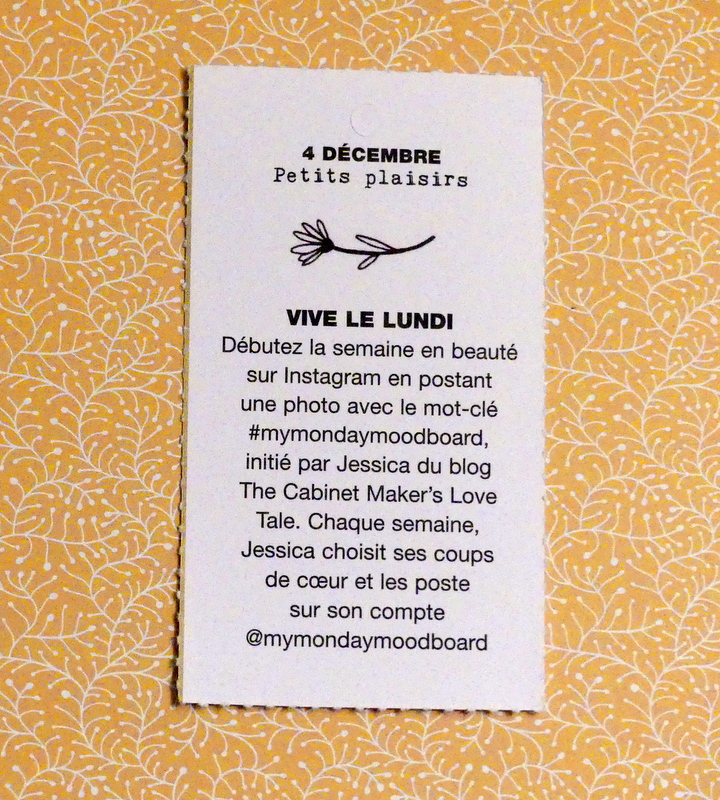 4 DÉCEMBRE
Petits plaisirs
VIVE LE LUNDI
Débutez la semaine en beauté
sur Instagram en postant
une photo avec le mot-clé
#mymondaymoodboard,
initié par Jessica du blog
The Cabinet Maker’s Love
Tale. Chaque semaine,
Jessica choisit ses coups
de cœur et les poste
sur son compte
@mymondaymoodboard